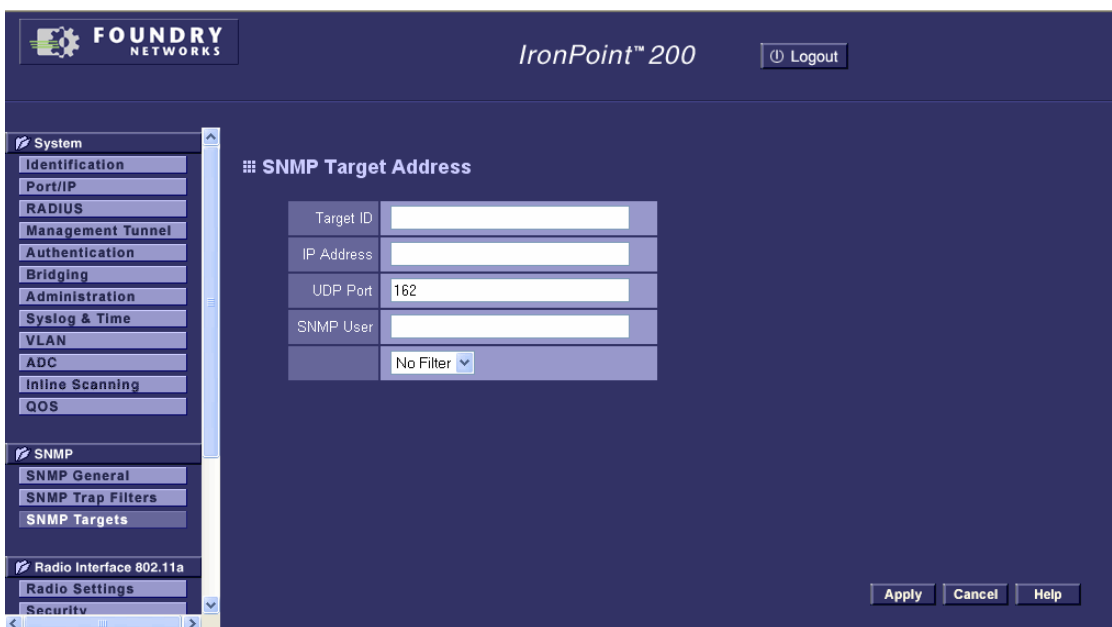 FOUNDRY
NETWORKS
IronPoint™ 200
Logout
System
Identification
Port/IP
RADIUS
Management Tunnel
Authentication
Bridging
Administration
Syslog & Time
VLAN
ADC
Inline Scanning
QOS
SNMP
SNMP General
SNMP Trap Filters
SNMP Targets
Radio Interface 802.11a
Radio Settings
Security
SNMP Target Address
Target ID
IP Address
UDP Port 162
SNMP User
No Filter
Apply Cancel Help